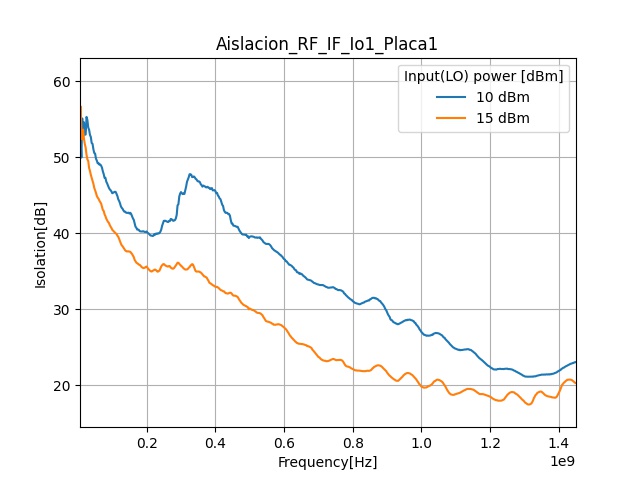 Aislacion_RF_IF_Io1_Placa1
Input(LO) power [dBm]
10 dBm
15 dBm
Isolation[dB]
60
50
40
30
20
0.2 0.4 0.6 0.8 1.0 1.2 1.4
1e9
Frequency[Hz]